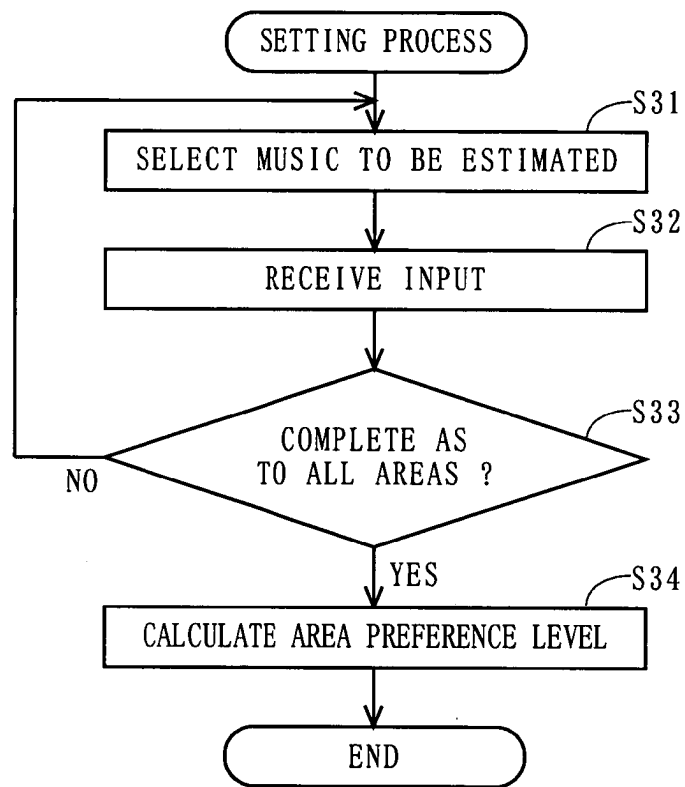 SETTING PROCESS
S31
SELECT MUSIC TO BE ESTIMATED
S32
RECEIVE INPUT
S33
COMPLETE AS
TO ALL AREAS ?
NO
YES
S34
CALCULATE AREA PREFERENCE LEVEL
END